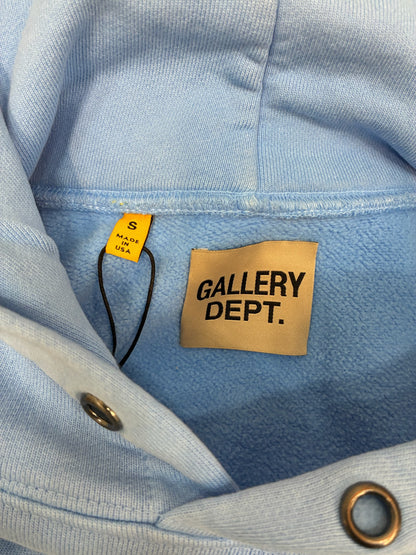 S
MADE
IN
USA
GALLERY
DEPT.